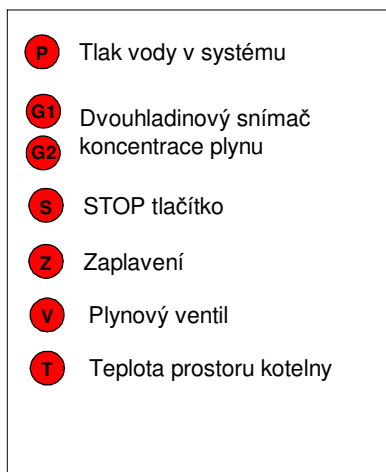 P Tlak vody v systému
G1 Dvouhladinový snímač
G2 koncentrace plynu
S STOP tlačítko
Z Zaplavení
V Plynový ventil
T Teplota prostoru kotelny